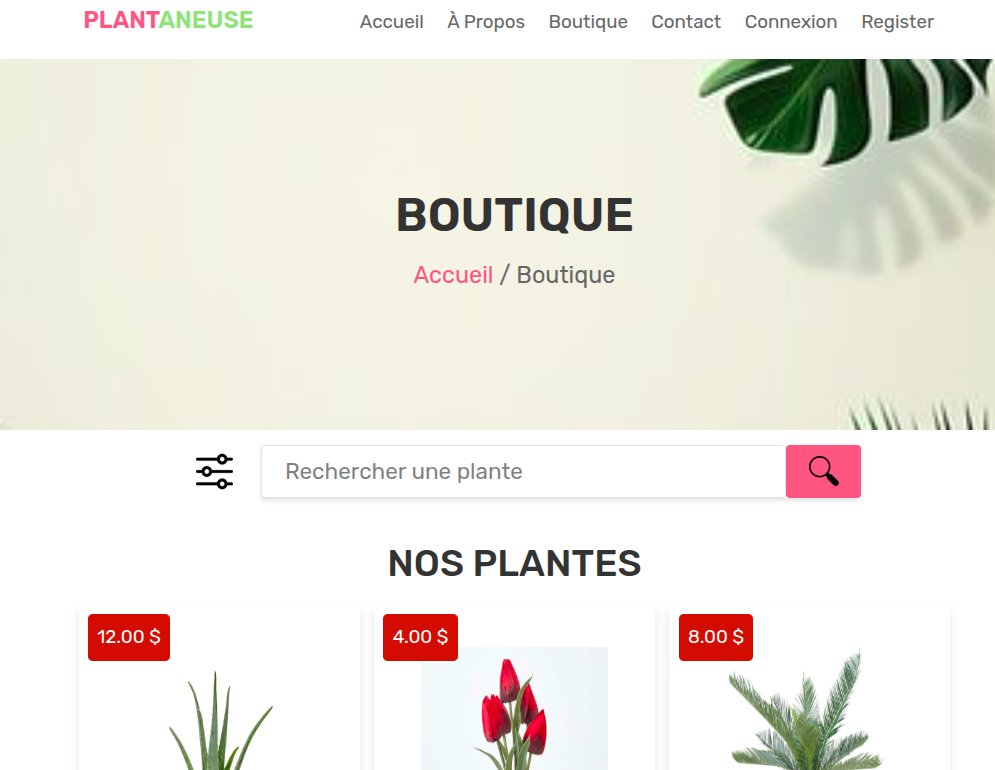 PLANTANEUSE Accueil À Propos Boutique Contact Connexion Register
BOUTIQUE
Accueil / Boutique
Rechercher une plante
NOS PLANTES
12.00 $ 4.00 $ 8.00 $